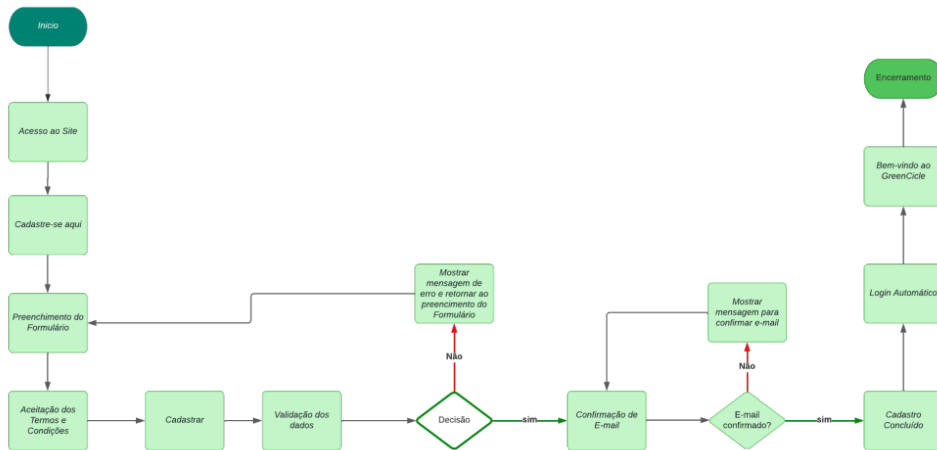 Inicio
Acesso ao Site
Cadastre-se aqui
Preenchimento do
Formulário
Aceitação dos
Termos e
Condições
Cadastrar
Validação dos
dados
Decisão
Não
Mostrar
mensagem de
erro e retornar ao
preencimento do
Formulário
sim
Confirmação de
E-mail
E-mail
confirmado?
Não
Mostrar
mensagem para
confirmar e-mail
sim
Cadastro
Concluído
Login Automático
Bem-vindo ao
GreenCicle
Encerramento